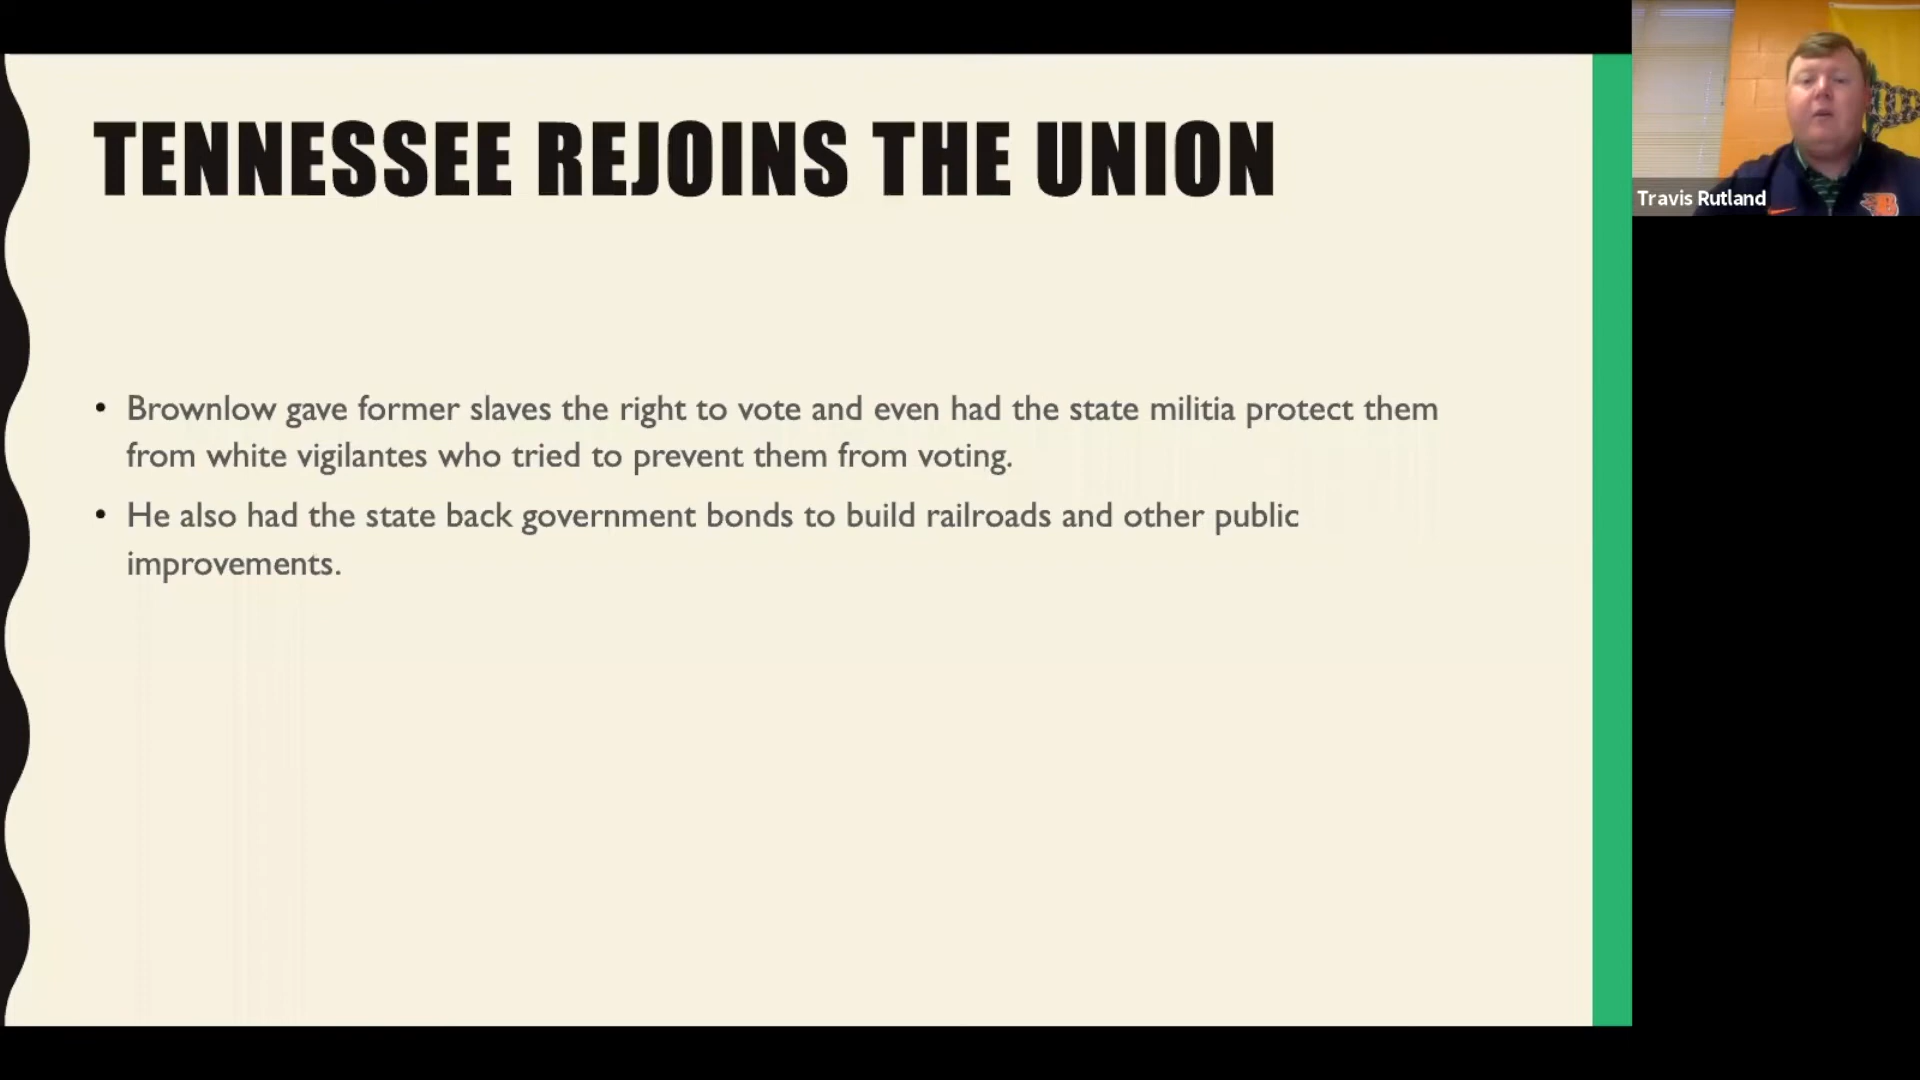 TENNESSEE REJOINS THE UNION
• Brownlow gave former slaves the right to vote and even had the state militia protect them
from white vigilantes who tried to prevent them from voting.
• He also had the state back government bonds to build railroads and other public
improvements.
Travis Rutland